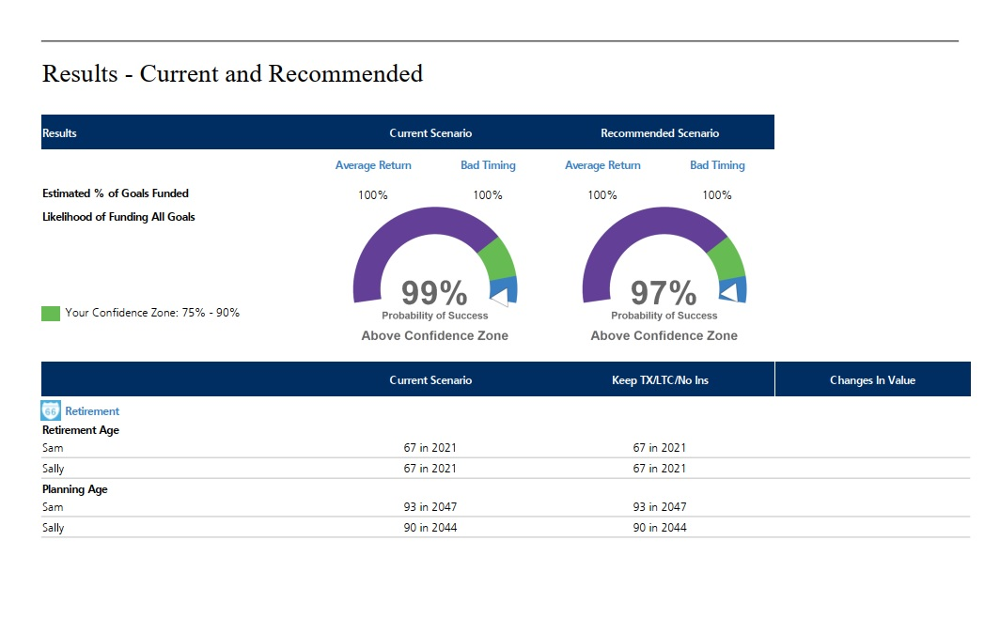 Results - Current and Recommended
Results Current Scenario Recommended Scenario
Average Return Bad Timing Average Return Bad Timing
Estimated % of Goals Funded 100% 100% 100% 100%
Likelihood of Funding All Goals
99% 97%
Your Confidence Zone: 75% - 90%
Probability of Success Probability of Success
Above Confidence Zone Above Confidence Zone
Current Scenario Keep TX/LTC/No Ins Changes In Value
66 Retirement
Retirement Age
Sam 67 in 2021 67 in 2021
Sally 67 in 2021 67 in 2021
Planning Age
Sam 93 in 2047 93 in 2047
Sally 90 in 2044 90 in 2044